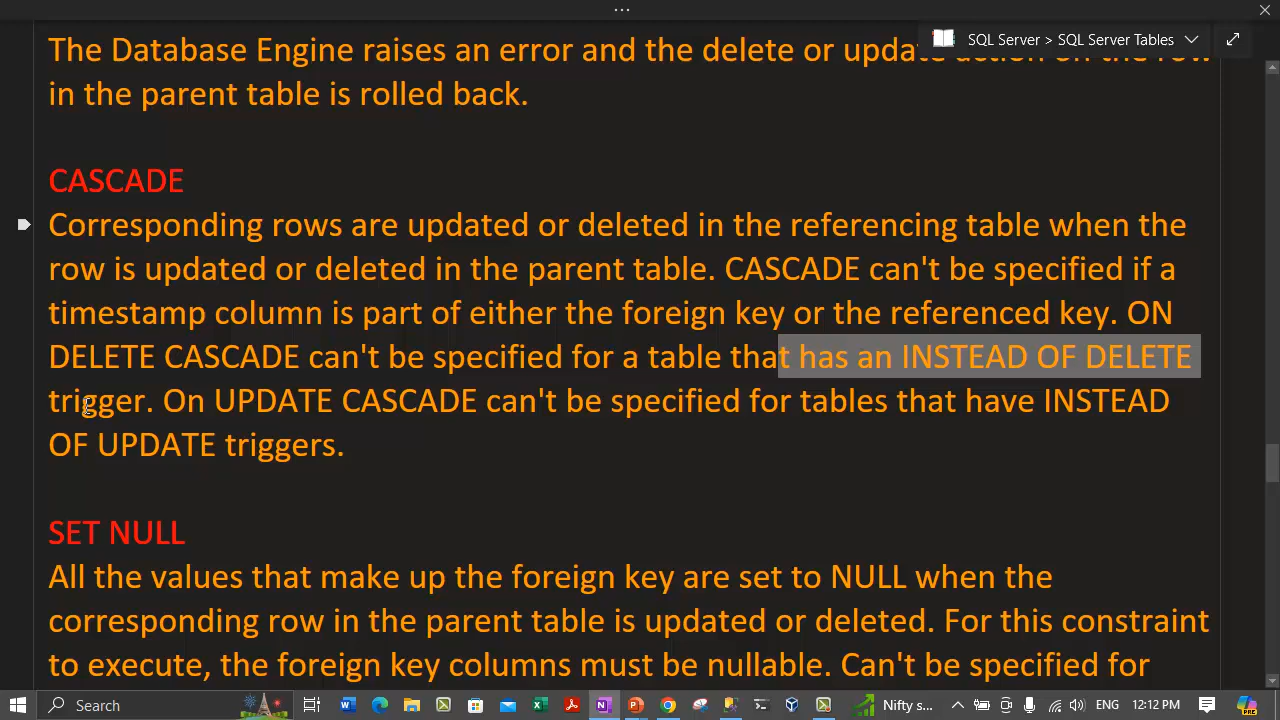 SQL Server > SQL Server Tables
The Database Engine raises an error and the delete or update action on the row
in the parent table is rolled back.
CASCADE
Corresponding rows are updated or deleted in the referencing table when the
row is updated or deleted in the parent table. CASCADE can't be specified if a
timestamp column is part of either the foreign key or the referenced key. ON
DELETE CASCADE can't be specified for a table that has an INSTEAD OF DELETE
trigger. On UPDATE CASCADE can't be specified for tables that have INSTEAD
OF UPDATE triggers.
SET NULL
All the values that make up the foreign key are set to NULL when the
corresponding row in the parent table is updated or deleted. For this constraint
to execute, the foreign key columns must be nullable. Can't be specified for
Search
Nifty s...
ENG
12:12 PM
PRE